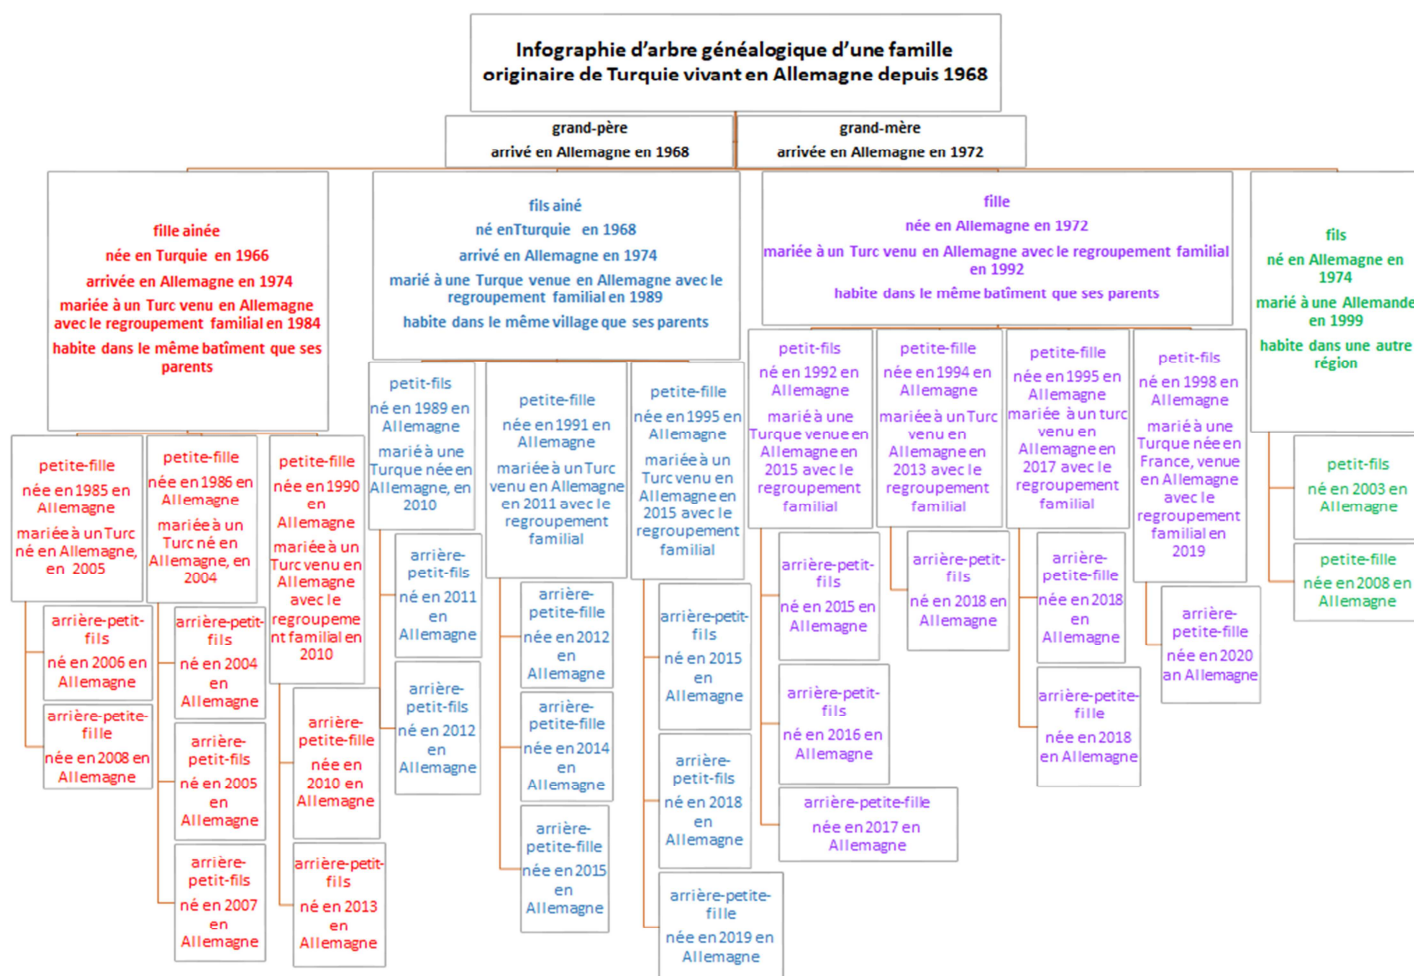 Infographie d'arbre généalogique d'une famille
originaire de Turquie vivant en Allemagne depuis 1968
grand-père
arrivé en Allemagne en 1968
grand-mère
arrivée en Allemagne en 1972
fille ainée
née en Turquie en 1966
arrivée en Allemagne en 1974
mariée à un Turc venu en Allemagne
avec le regroupement familial en 1984
habite dans le même batîment que ses
parents
petite-fille
née en 1985 en
Allemagne
mariée à un Turc
né en Allemagne,
en 2005
arrière-petit-
fils
né en 2006 en
Allemagne
arrière-petite-
fille
née en 2008 en
Allemagne
petite-fille
née en 1986 en
Allemagne
mariée à un
Turc né en
Allemagne, en
2004
arrière-petit-
fils
né en 2004
en
Allemagne
arrière-
petit-fils
né en 2005
en
Allemagne
arrière-
petit-fils
né en 2007
en
Allemagne
petite-fille
née en 1990
en
Allemagne
mariée à un
Turc venu en
Allemagne
avec le
regroupeme
nt familial en
2010
arrière-
petite-fille
née en
2010 en
Allemagne
arrière-petit-
fils
né en 2013
en
Allemagne
fils ainé
né enTturquie en 1968
arrivé en Allemagne en 1974
marié à une Turque venue en Allemagne avec le
regroupement familial en 1989
habite dans le même village que ses parents
petit-fils
né en 1989 en
Allemagne
marié à une
Turque née en
Allemagne, en
2010
arrière-
petit-fils
né en 2011
en
Allemagne
arrière-
petit-fils
né en 2012
en
Allemagne
petite-fille
née en 1991 en
Allemagne
mariée à un Turc
venu en Allemagne
en 2011 avec le
regroupement
familial
arrière-
petite-fille
née en 2012
en
Allemagne
arrière-
petite-fille
née en 2014
en
Allemagne
arrière-
petite-fille
née en 2015
en
Allemagne
petite-fille
née en 1995
en Allemagne
mariée à un
Turc venu en
Allemagne en
2015 avec le
regroupement
familial
arrière-
petit-fils
né en 2015
en
Allemagne
arrière-
petit-fils
né en 2018
en
Allemagne
arrière-petite-
fille
née en 2019 en
Allemagne
fille
née en Allemagne en 1972
mariée à un Turc venu en Allemagne avec le regroupement familial
en 1992
habite dans le même batîment que ses parents
petit-fils
né en 1992 en
Allemagne
marié à une
Turque venue en
Allemagne en
2015 avec le
regroupement
familial
arrière-petit-
fils
né en 2015 en
Allemagne
arrière-petit-
fils
né en 2016 en
Allemagne
arrière-petite-fille
née en 2017 en
Allemagne
petite-fille
née en 1994 en
Allemagne
mariée à un Turc
venu en
Allemagne en
2013 avec le
regroupement
familial
arrière-petit-
fils
né en 2018 en
Allemagne
petite-fille
née en 1995 en
Allemagne
mariée à un turc
venu en
Allemagne en
2017 avec le
regroupement
familial
arrière-
petite-fille
née en 2018
en
Allemagne
arrière-
petite-fille
née en 2018
en Allemagne
petit-fils
né en 1998 en
Allemagne
marié à une
Turque née en
France, venue
en Allemagne
avec le
regroupement
familial en
2019
arrière-
petite-fille
née en 2020
an Allemagne
fils
né en Allemagne en
1974
marié à une Allemande
en 1999
habite dans une autre
région
petit-fils
né en 2003 en
Allemagne
petite-fille
née en 2008 en
Allemagne